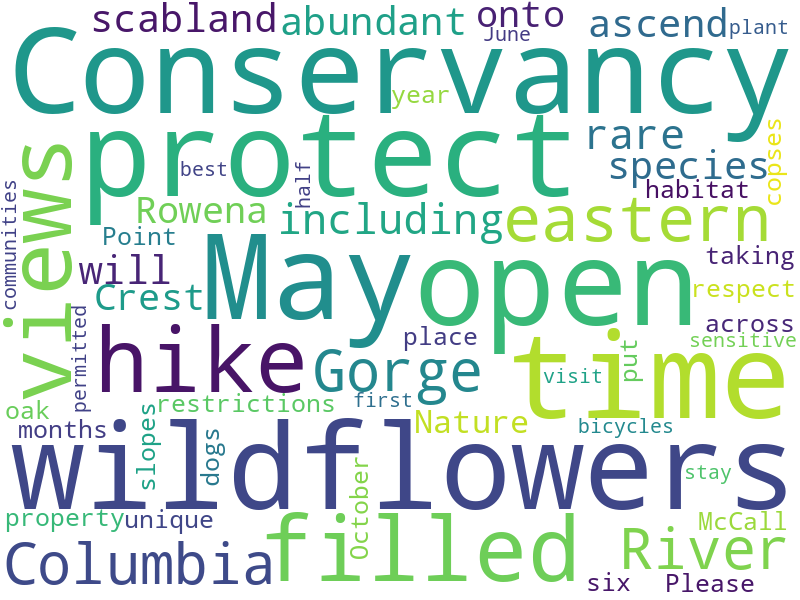 scabland abundant onto ascend plant
June
Conservancy
year
protect rare copses
best half species habitat
views communities
Rowena including eastern
Point
will May open taking
Crest respect
permitted hike place across
Gorge time sensitive
put
visit
oak restrictions first Nature bicycles
months slopes dogs
wildflowers stay
October
property unique filled McCall
Columbia River
six Please